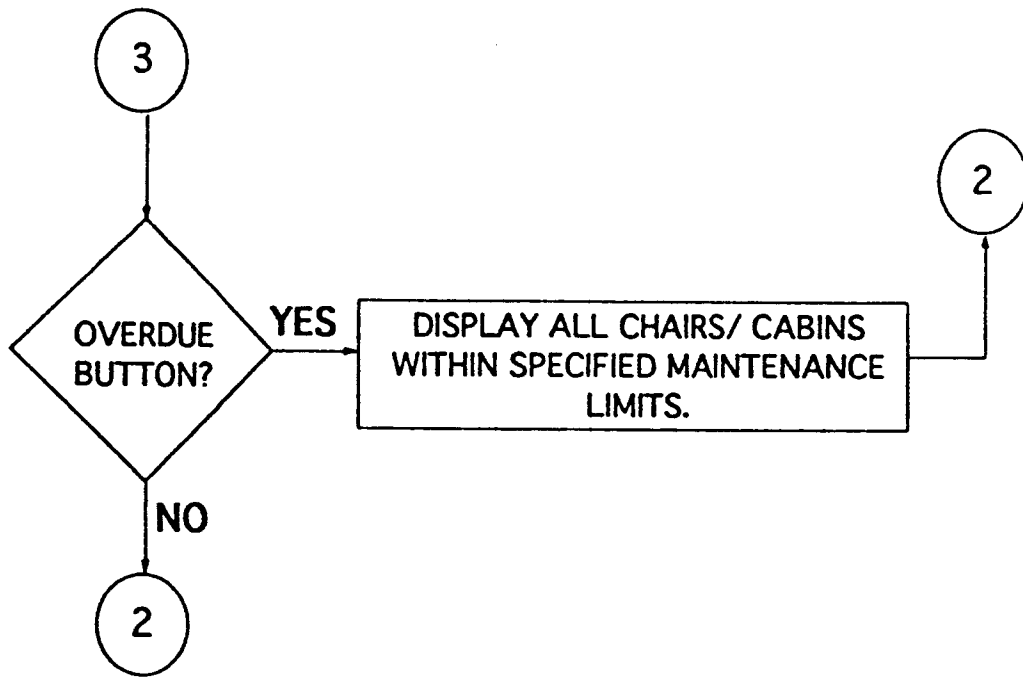 3
2
OVERDUE
BUTTON?
YES
DISPLAY ALL CHAIRS/ CABINS
WITHIN SPECIFIED MAINTENANCE
LIMITS.
NO
2